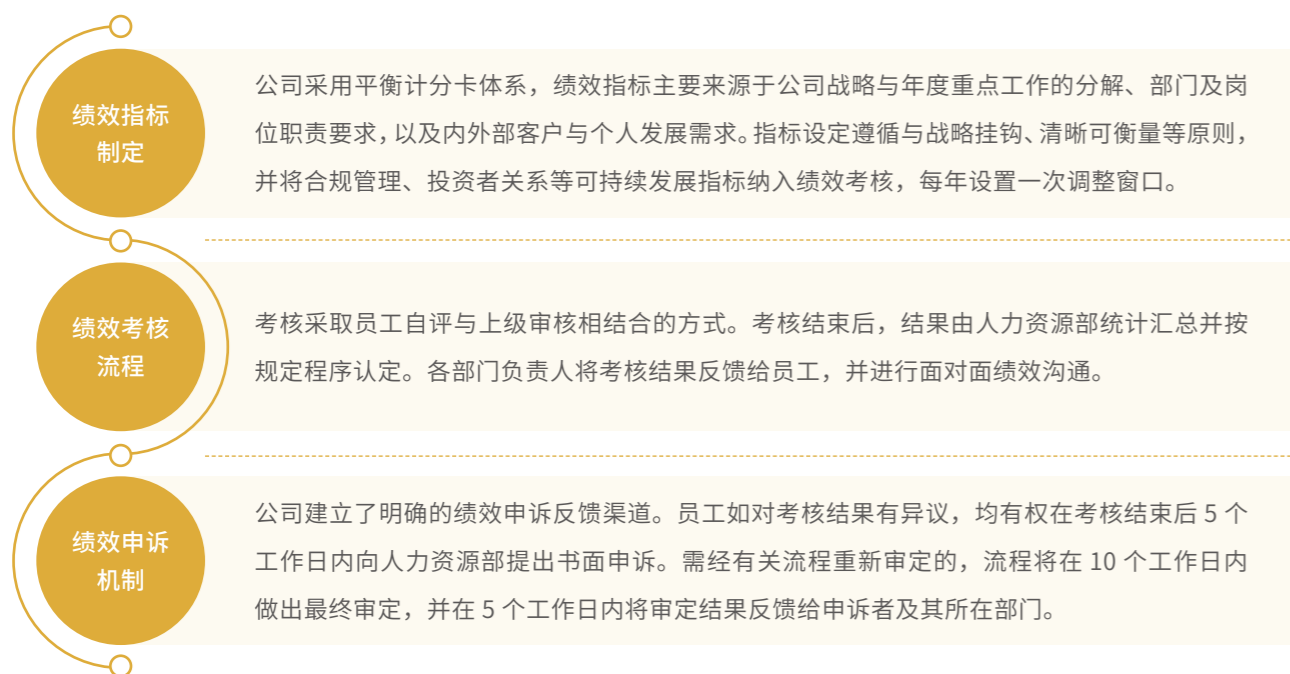 绩效指标
制定
公司采用平衡计分卡体系，绩效指标主要来源于公司战略与年度重点工作的分解、部门及岗
位职责要求，以及内外部客户与个人发展需求。指标设定遵循与战略挂钩、清晰可衡量等原则，
并将合规管理、投资者关系等可持续发展指标纳入绩效考核，每年设置一次调整窗口。
绩效考核
流程
考核采取员工自评与上级审核相结合的方式。考核结束后，结果由人力资源部统计汇总并按
规定程序认定。各部门负责人将考核结果反馈给员工，并进行面对面绩效沟通。
绩效申诉
机制
公司建立了明确的绩效申诉反馈渠道。员工如对考核结果有异议，均有权在考核结束后 5 个
工作日内向人力资源部提出书面申诉。需经有关流程重新审定的，流程将在 10 个工作日内
做出最终审定，并在 5 个工作日内将审定结果反馈给申诉者及其所在部门。